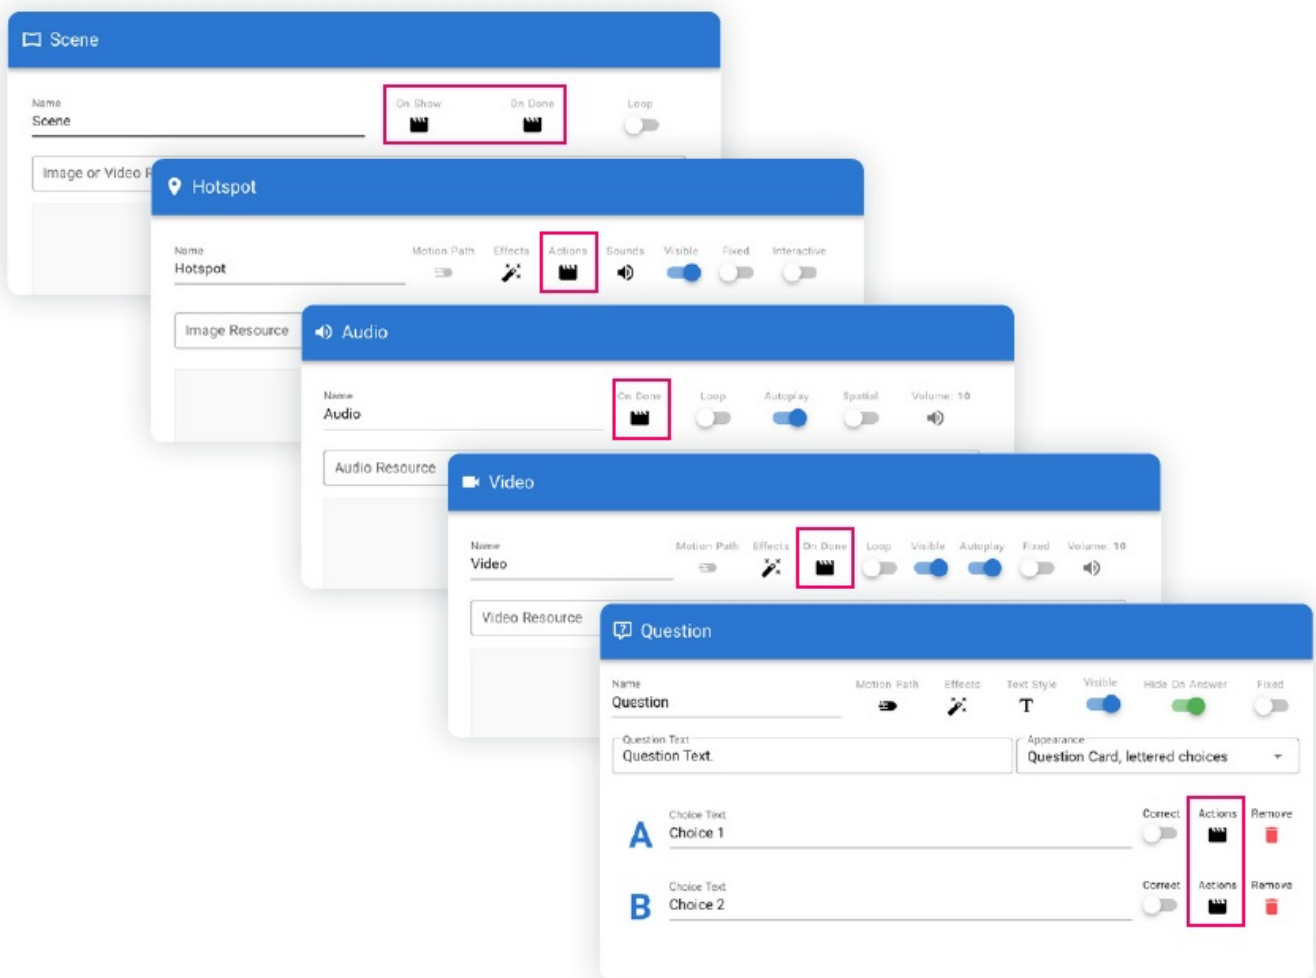 Scene
Name
On Show
On Done
Loop
Scene
Image or Video R
Hotspot
Name
Motion Path
Effects
Actions
Sounds
Visible
Fixed
Interactive
Hotspot
Image Resource
Audio
Name
On Done
Loop
Autoplay
Spatial
Volume: 10
Audio
Audio Resource
Video
Name
Motion Path
Effects
On Done
Loop
Visible
Autoplay
Fixed
Volume: 10
Video
Video Resource
Question
Name
Motion Path
Effects
Text Style
Visible
Hide On Answer
Fixed
Question
T
Question Text
Appearance
Question Text.
Question Card, lettered choices
A
Choice Text
Choice 1
Correct
Actions
Remove
B
Choice Text
Choice 2
Correct
Actions
Remove